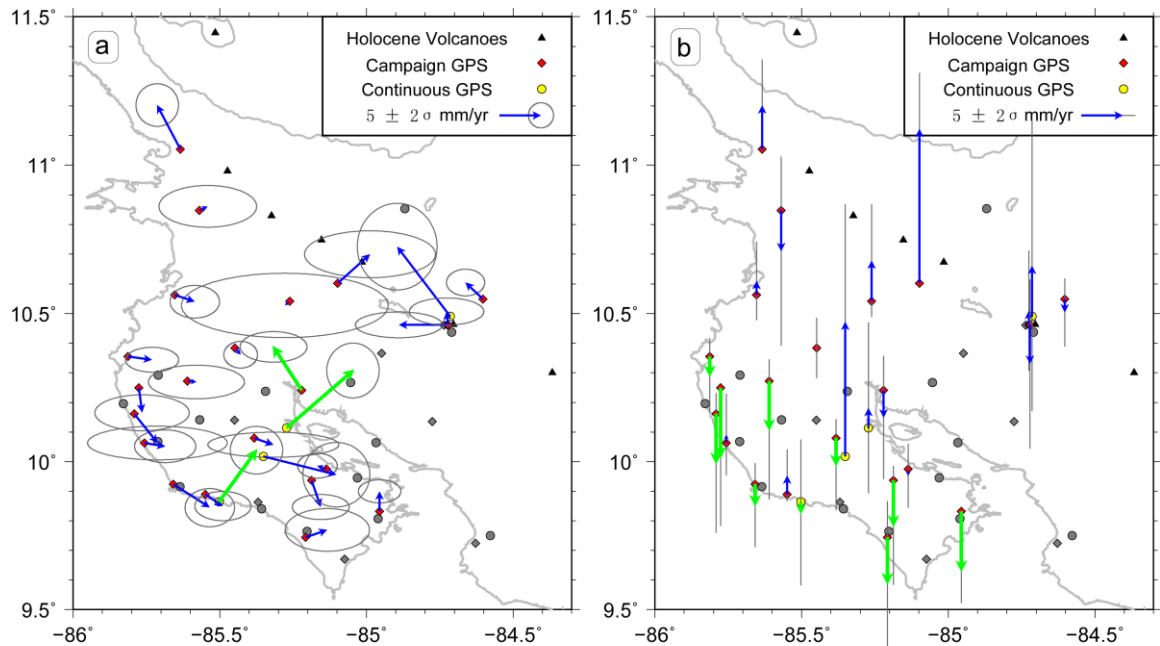 a
Holocene Volcanoes
Campaign GPS
Continuous GPS
5 ± 2σ mm/yr
11.5°
11°
10.5°
10°
9.5°
−86 −85.5 −85 −84.5
b
Holocene Volcanoes
Campaign GPS
Continuous GPS
5 ± 2σ mm/yr
11.5°
11°
10.5°
10°
9.5°
−86 −85.5 −85 −84.5